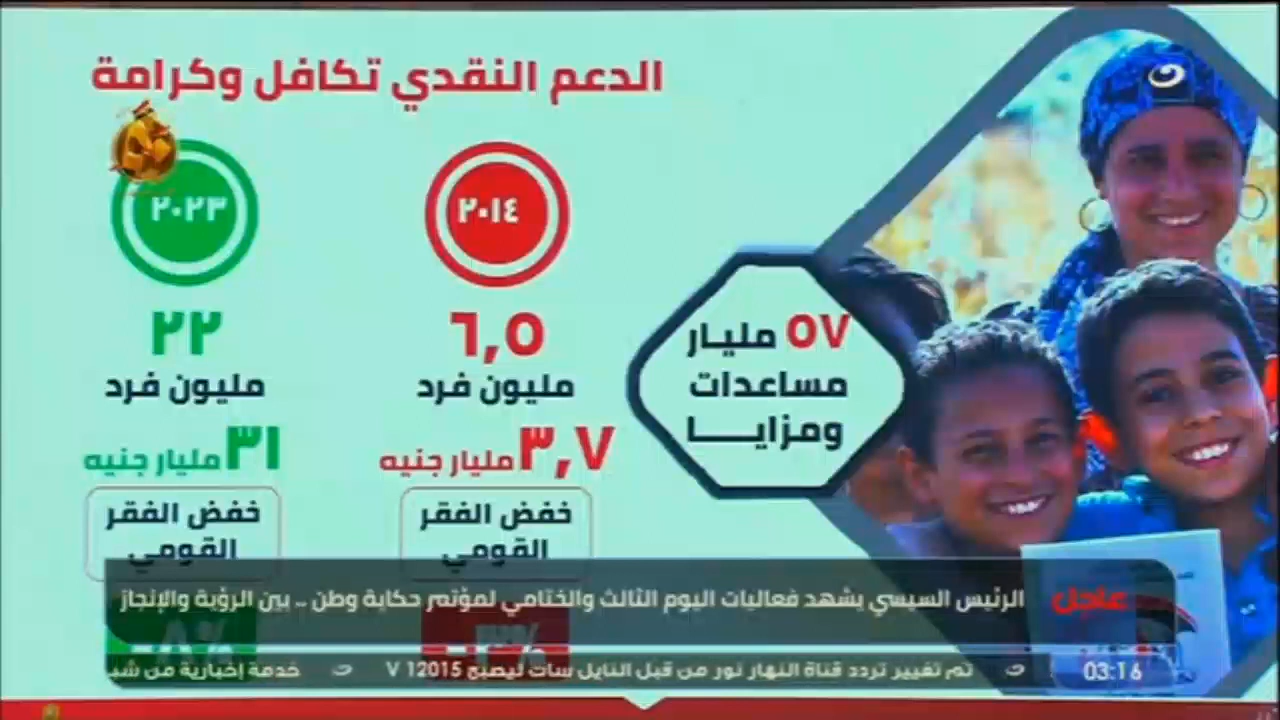 الدعم النقدي تكافل وكرامة
٢٠١٤
٢٠٢٣
٥٧ مليار
مساعدات
ومزايا
٦,٥
مليون فرد
٣,٧ مليار جنيه
خفض الفقر
القومي
٢٢
مليون فرد
٣١ مليار جنيه
خفض الفقر
القومي
٨%-
عاجل
الرئيس السيسي يشهد فعاليات اليوم الثالث والختامي لمؤتمر حكاية وطن .. بين الرؤية والإنجاز
03:16
تم تغيير تردد قناة النهار نور من قبل النايل سات ليصبح 12015 V
خدمة إخبارية من شب